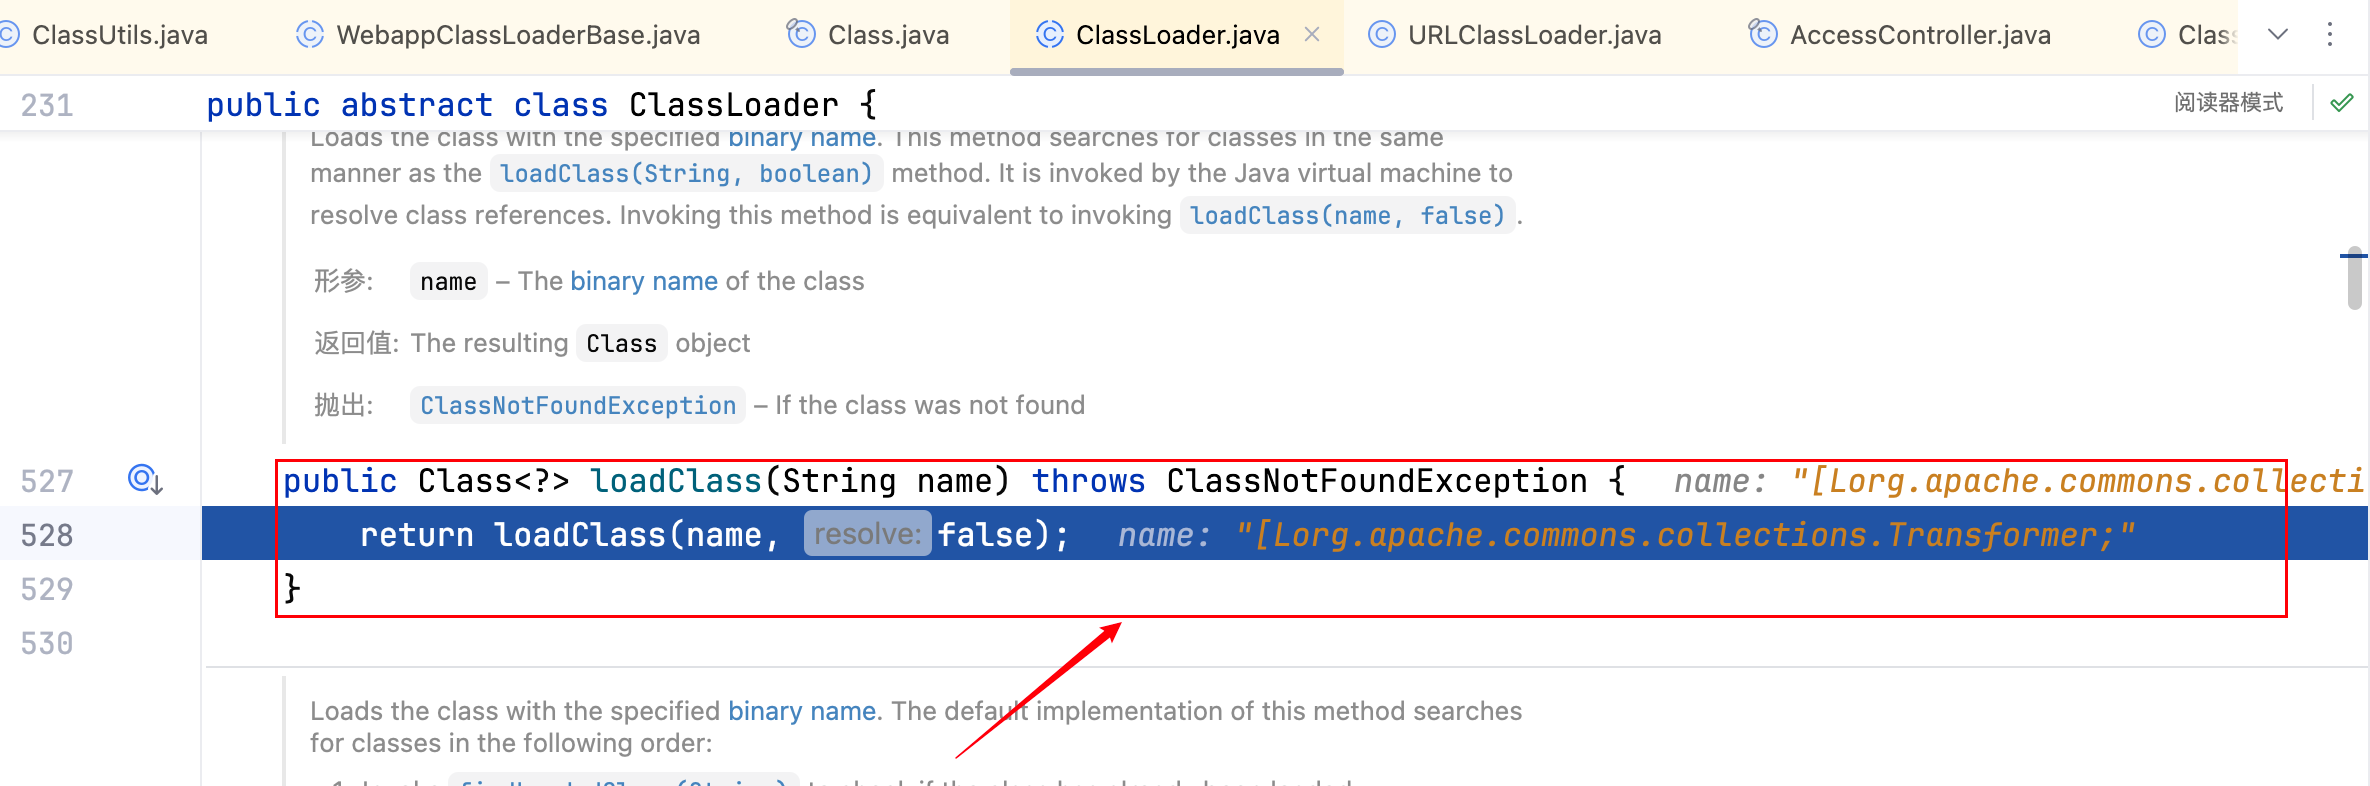 ClassUtils.java WebappClassLoaderBase.java Class.java ClassLoader.java URLClassLoader.java AccessController.java Clas
231 public abstract class ClassLoader { 阅读器模式
Loads the class with the specified binary name. This method searches for classes in the same
manner as the loadClass(String, boolean) method. It is invoked by the Java virtual machine to
resolve class references. Invoking this method is equivalent to invoking loadClass(name, false).
形参: name – The binary name of the class
返回值: The resulting Class object
抛出: ClassNotFoundException – If the class was not found
527 public Class<?> loadClass(String name) throws ClassNotFoundException { name: "[Lorg.apache.commons.collecti
528 return loadClass(name, resolve: false); name: "[Lorg.apache.commons.collections.Transformer;"
529 }
530
Loads the class with the specified binary name. The default implementation of this method searches
for classes in the following order: